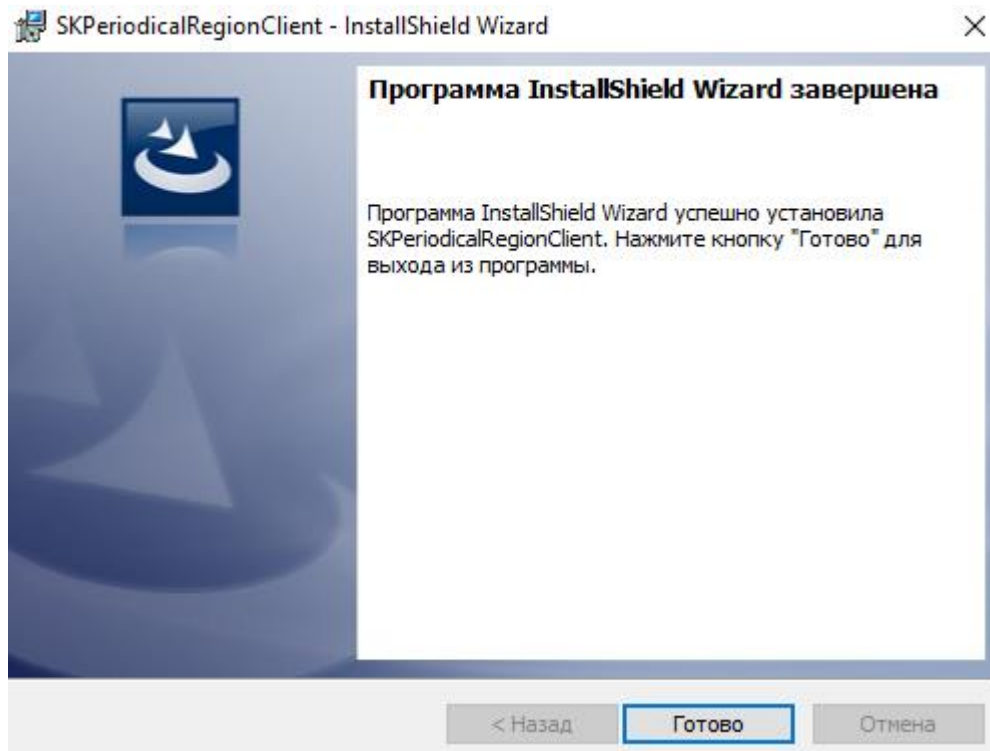 SKPeriodicalRegionClient - InstallShield Wizard
Программа InstallShield Wizard завершена
Программа InstallShield Wizard успешно установила
SKPeriodicalRegionClient. Нажмите кнопку "Готово" для
выхода из программы.
< Назад
Готово
Отмена